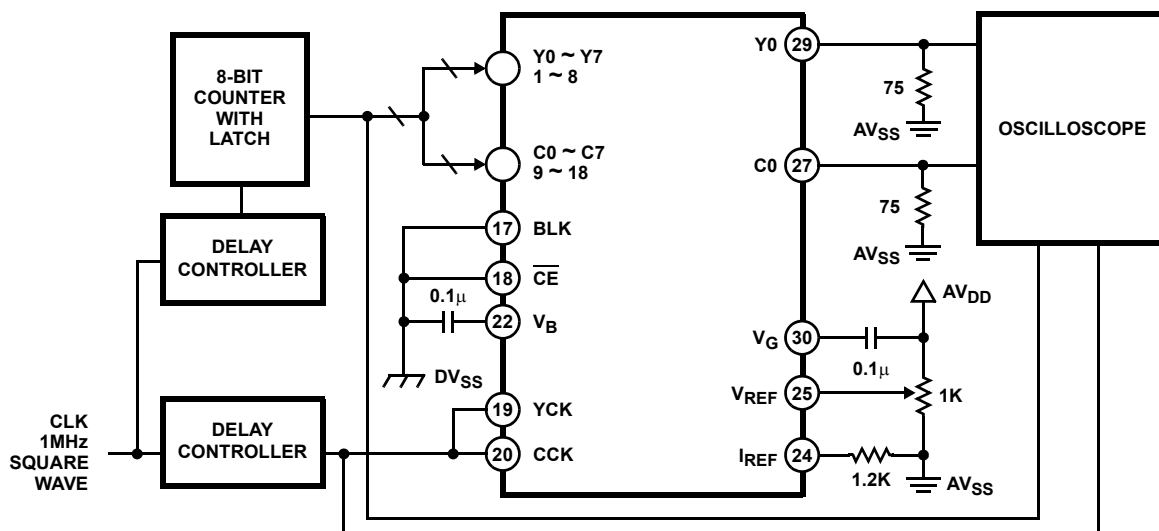 8-BIT
COUNTER
WITH
LATCH
DELAY
CONTROLLER
CLK
1MHz
SQUARE
WAVE
DELAY
CONTROLLER
Y0 ~ Y7
1 ~ 8
C0 ~ C7
9 ~ 18
17 BLK
18 CE
0.1μ
22 VB
DVSS
19 YCK
20 CCK
Y0 29
75
AVSS
C0 27
75
AVSS
OSCILLOSCOPE
AVDD
VG 30
0.1μ
VREF 25
1K
IREF 24
1.2K
AVSS